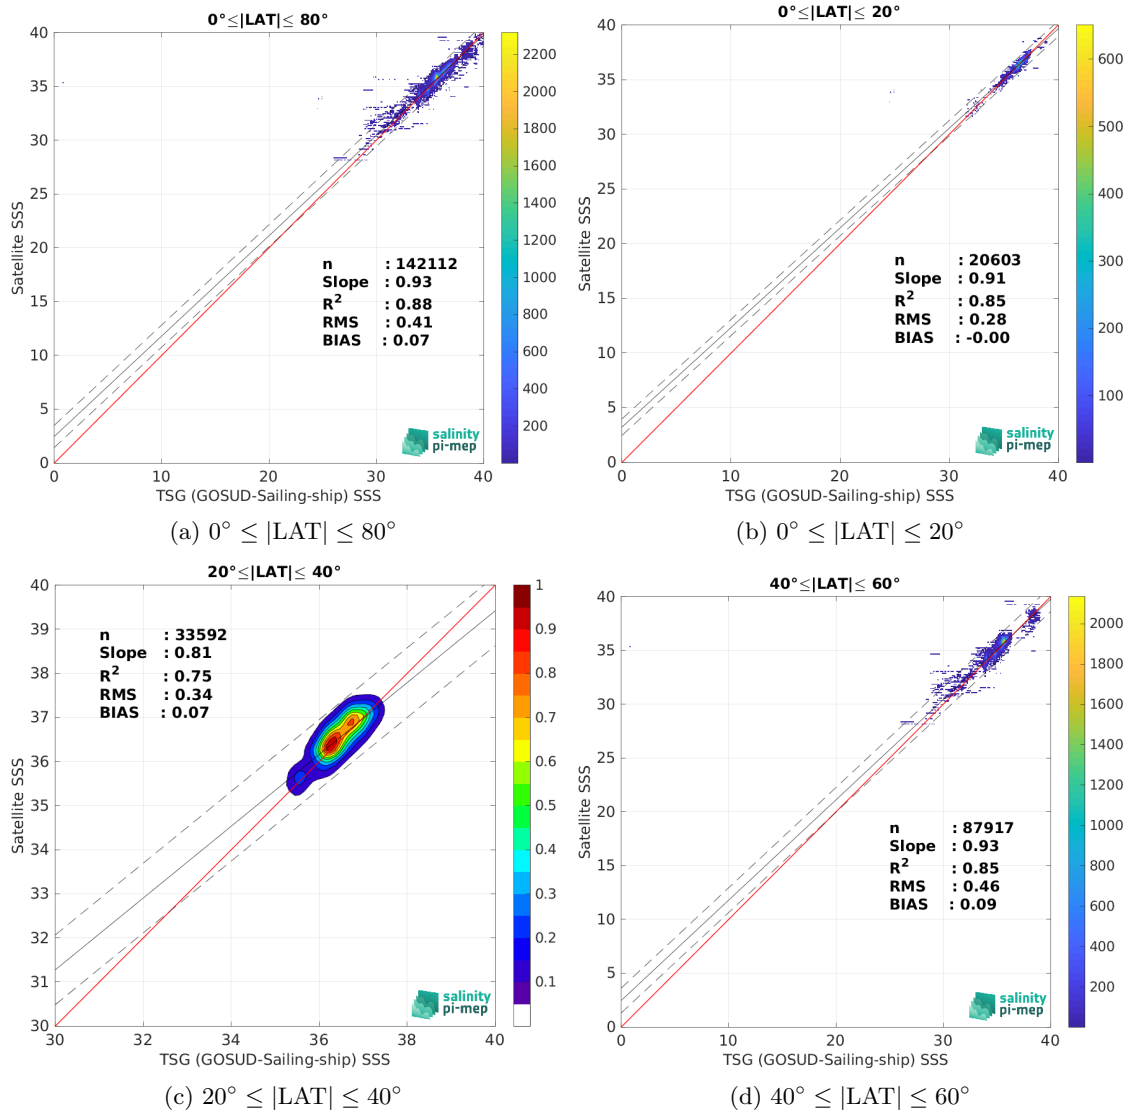 0°≤|LAT|≤ 80°
40
35
30
25
20
15
10
5
0
Satellite SSS
n : 142112
Slope : 0.93
R² : 0.88
RMS : 0.41
BIAS : 0.07
salinity
pi-mep
0 10 20 30 40
TSG (GOSUD-Sailing-ship) SSS
2200
2000
1800
1600
1400
1200
1000
800
600
400
200
(a) 0° ≤ |LAT| ≤ 80°
0°≤|LAT|≤ 20°
40
35
30
25
20
15
10
5
0
Satellite SSS
n : 20603
Slope : 0.91
R² : 0.85
RMS : 0.28
BIAS : -0.00
salinity
pi-mep
0 10 20 30 40
TSG (GOSUD-Sailing-ship) SSS
600
500
400
300
200
100
(b) 0° ≤ |LAT| ≤ 20°
20°≤|LAT|≤ 40°
40
39
38
37
36
35
34
33
32
31
30
Satellite SSS
n : 33592
Slope : 0.81
R² : 0.75
RMS : 0.34
BIAS : 0.07
salinity
pi-mep
30 32 34 36 38 40
TSG (GOSUD-Sailing-ship) SSS
1
0.9
0.8
0.7
0.6
0.5
0.4
0.3
0.2
0.1
(c) 20° ≤ |LAT| ≤ 40°
40°≤|LAT|≤ 60°
40
35
30
25
20
15
10
5
0
Satellite SSS
n : 87917
Slope : 0.93
R² : 0.85
RMS : 0.46
BIAS : 0.09
salinity
pi-mep
0 10 20 30 40
TSG (GOSUD-Sailing-ship) SSS
2000
1800
1600
1400
1200
1000
800
600
400
200
(d) 40° ≤ |LAT| ≤ 60°